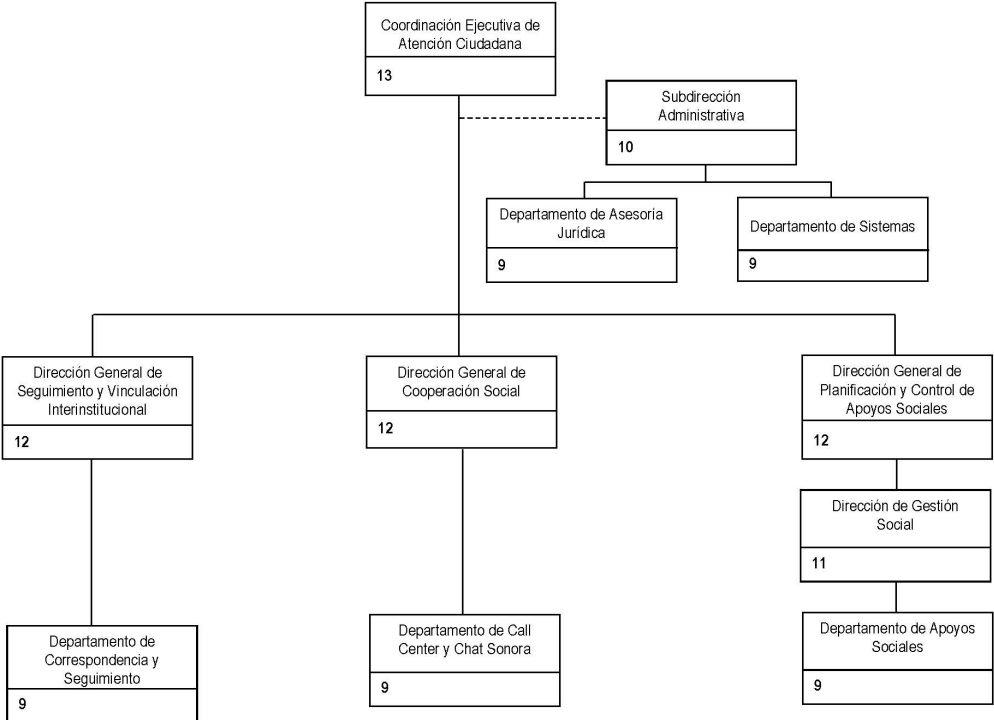 Coordinación Ejecutiva de
Atención Ciudadana
13
Subdirección
Administrativa
10
Departamento de Asesoría
Jurídica
9
Departamento de Sistemas
9
Dirección General de
Seguimiento y Vinculación
Interinstitucional
12
Dirección General de
Cooperación Social
12
Dirección General de
Planificación y Control de
Apoyos Sociales
12
Dirección de Gestión
Social
11
Departamento de
Correspondencia y
Seguimiento
9
Departamento de Call
Center y Chat Sonora
9
Departamento de Apoyos
Sociales
9